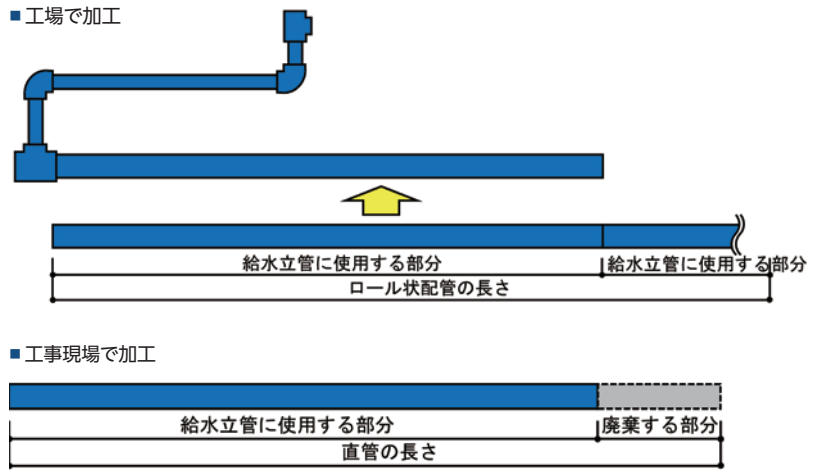 ■ 工場で加工
給水立管に使用する部分
給水立管に使用する部分
ロール状配管の長さ
■ 工事現場で加工
給水立管に使用する部分
廃棄する部分
直管の長さ